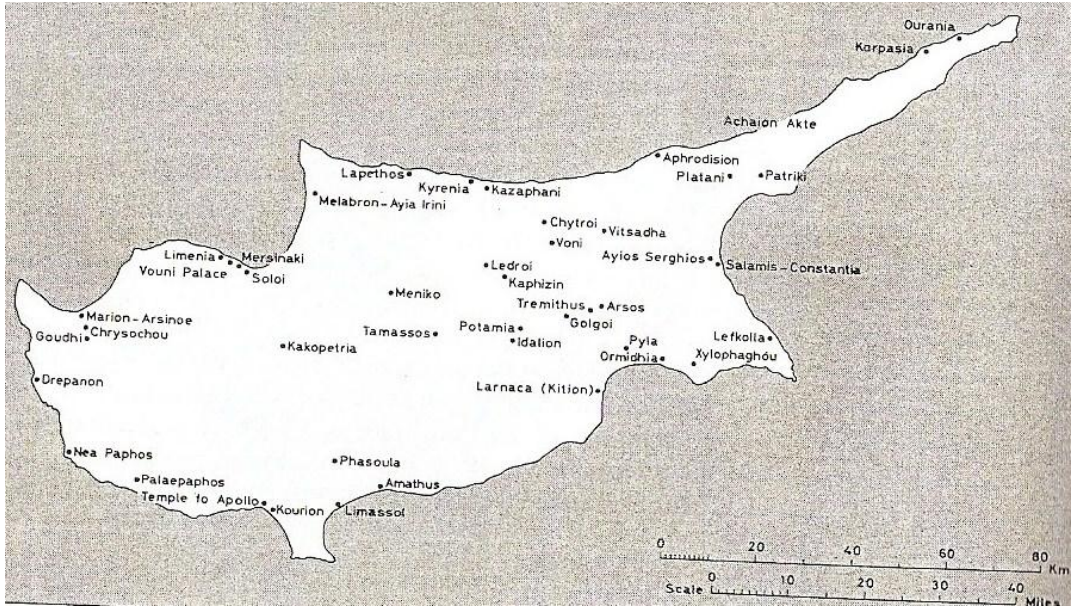 Ourania
Karpasia
Achaion Akte
Aphrodision
Platani
Patriki
Lapethos
Kyrenia
Kazaphani
Melabron-Ayia Irini
Chytroi
Vitsadha
Voni
Limenia
Mersinaki
Vouni Palace
Soloi
Ayios Serghios
Salamis-Constantia
Ledroi
Kaphizin
Meniko
Tremithus
Arsos
Golgoi
Marion-Arsinoe
Chrysochou
Goudhi
Potamia
Tamassos
Idalion
Kakopetria
Lefkolla
Pyla
Ormidhia
Xylophaghóu
Drepanon
Larnaca (Kition)
Nea Paphos
Phasoula
Palaepaphos
Amathus
Temple to Apollo
Kourion
Limassol
0 20 40 60 80
Km
Scale
0 10 20 30 40
Miles